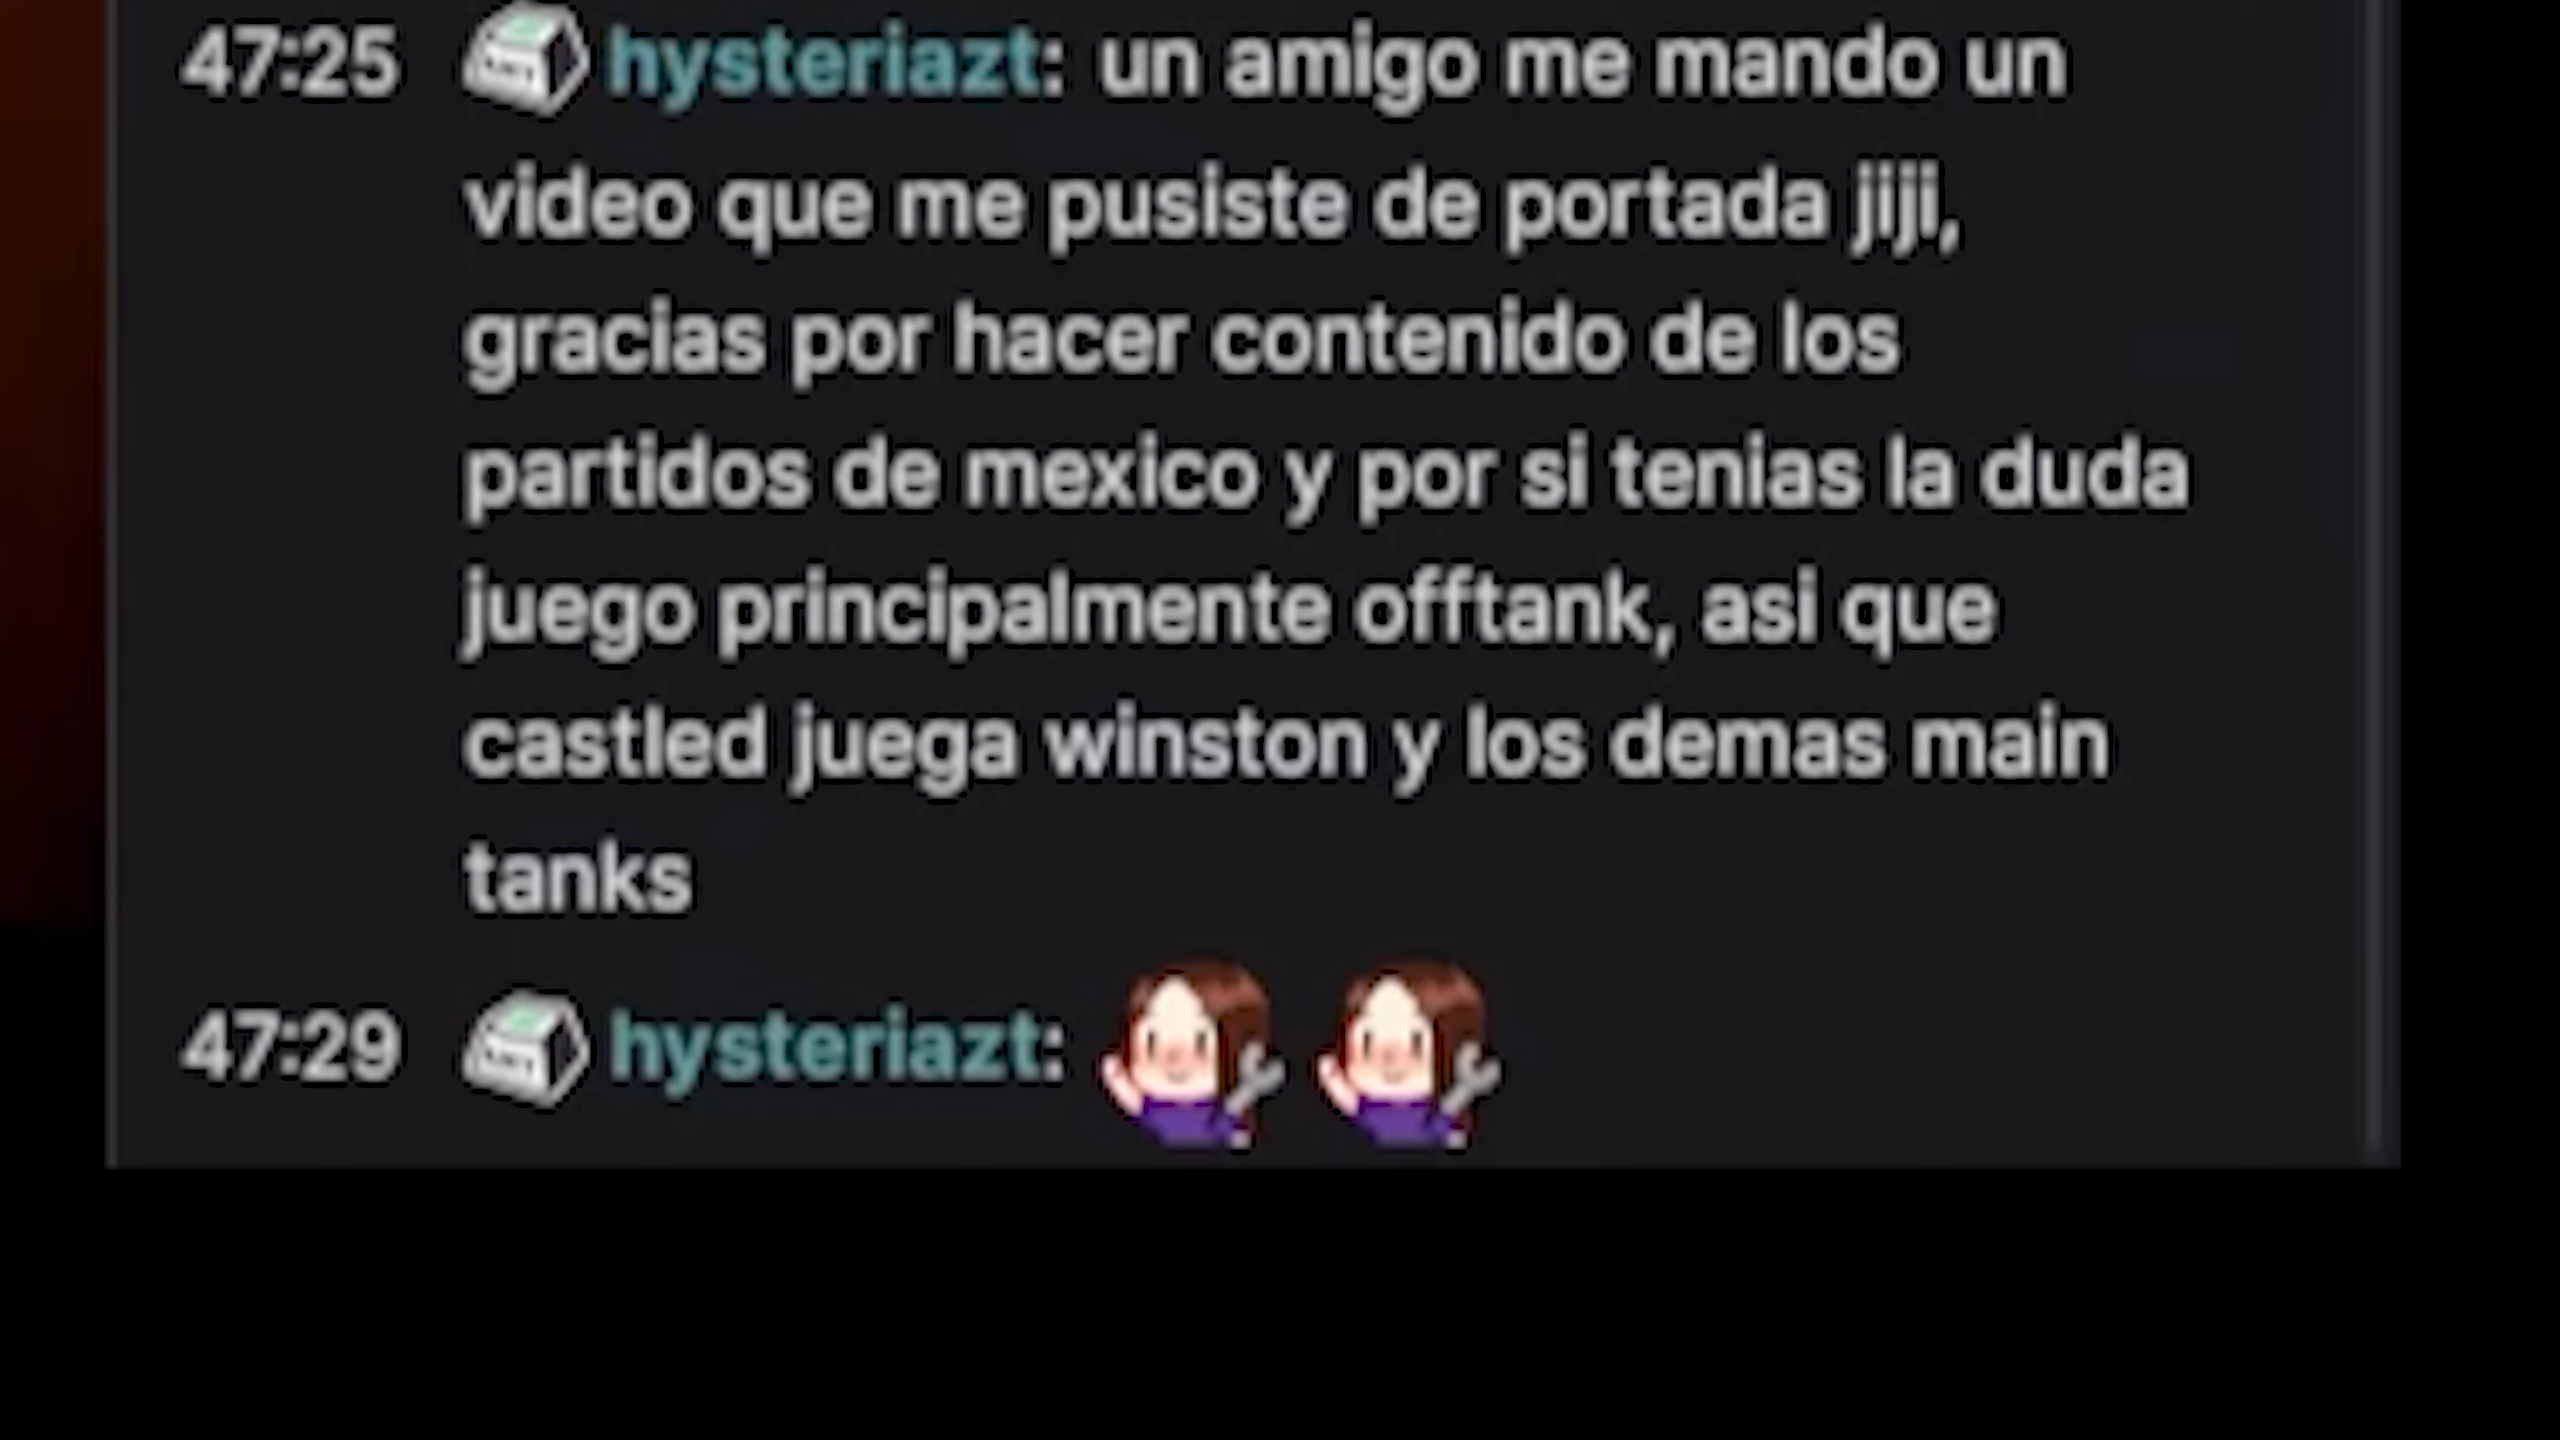 47:25 hysteriazt: un amigo me mando un
video que me pusiste de portada jiji,
gracias por hacer contenido de los
partidos de mexico y por si tenias la duda
juego principalmente offtank, asi que
castled juega winston y los demas main
tanks
47:29 hysteriazt: